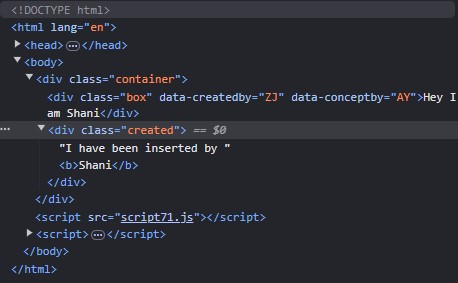 <!DOCTYPE html>
<html lang="en">
<head>…</head>
<body>
<div class="container">
<div class="box" data-createdby="ZJ" data-conceptby="AY">Hey I
am Shani</div>
… <div class="created"> == $0
"I have been inserted by "
<b>Shani</b>
</div>
</div>
<script src="script71.js"></script>
<script>…</script>
</body>
</html>